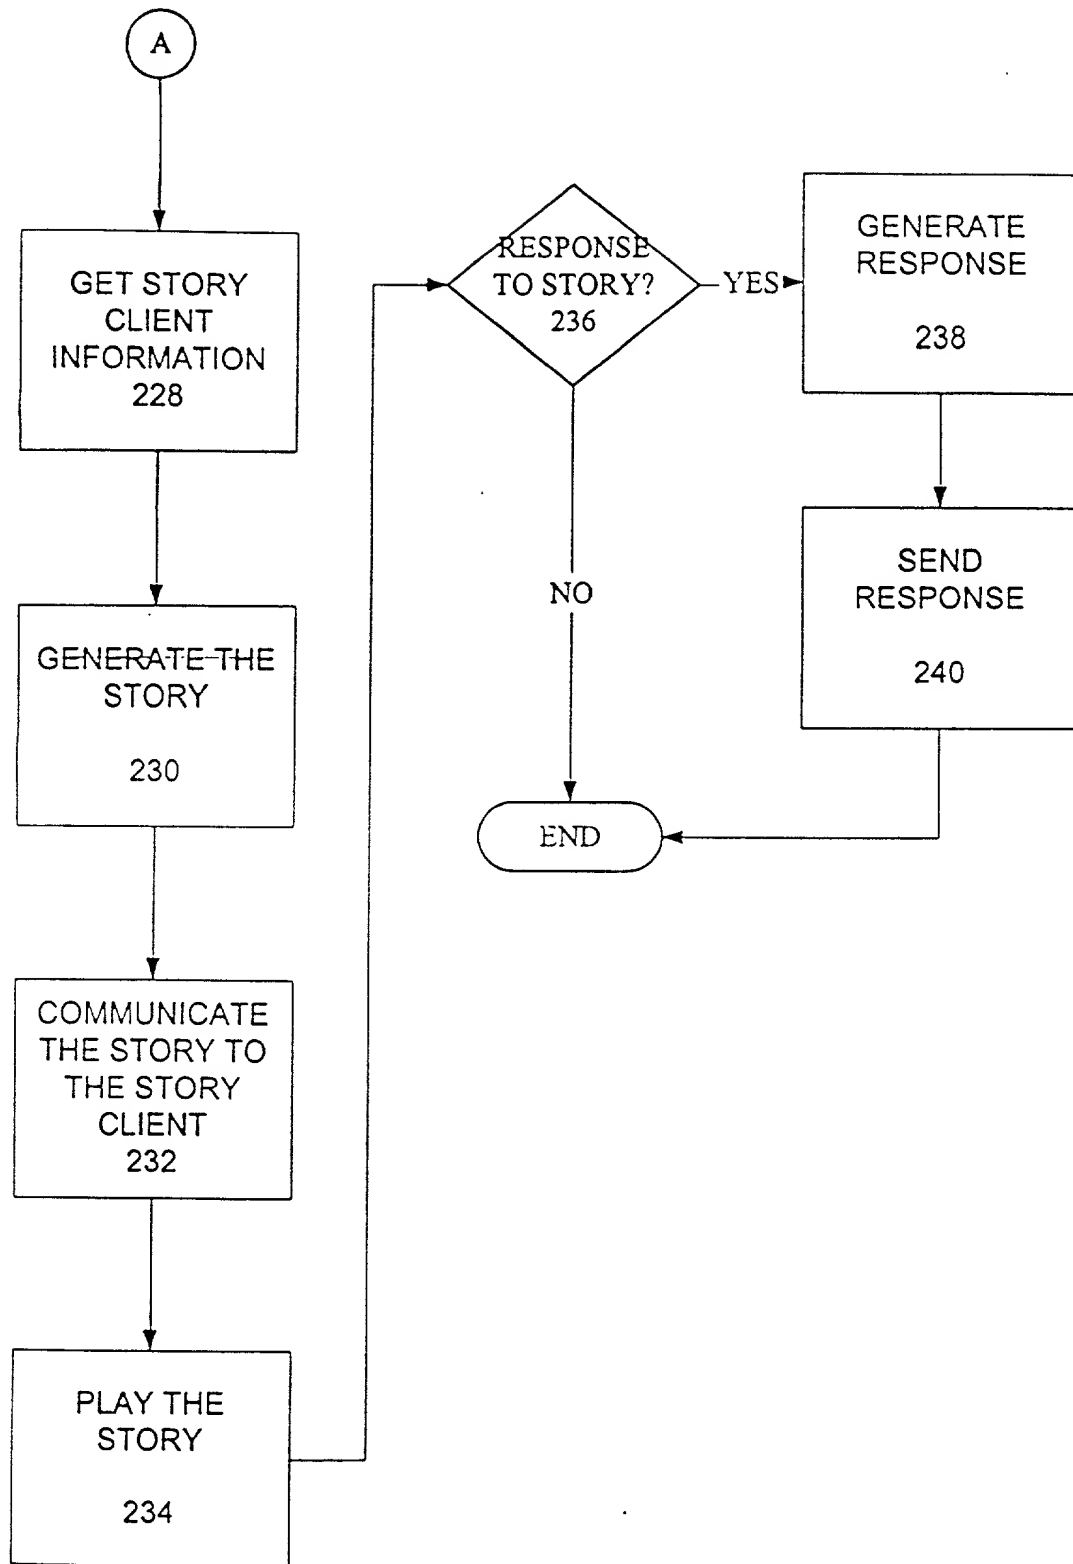 A
GET STORY
CLIENT
INFORMATION
228
GENERATE THE
STORY
230
COMMUNICATE
THE STORY TO
THE STORY
CLIENT
232
PLAY THE
STORY
234
RESPONSE
TO STORY?
236
YES
NO
GENERATE
RESPONSE
238
SEND
RESPONSE
240
END